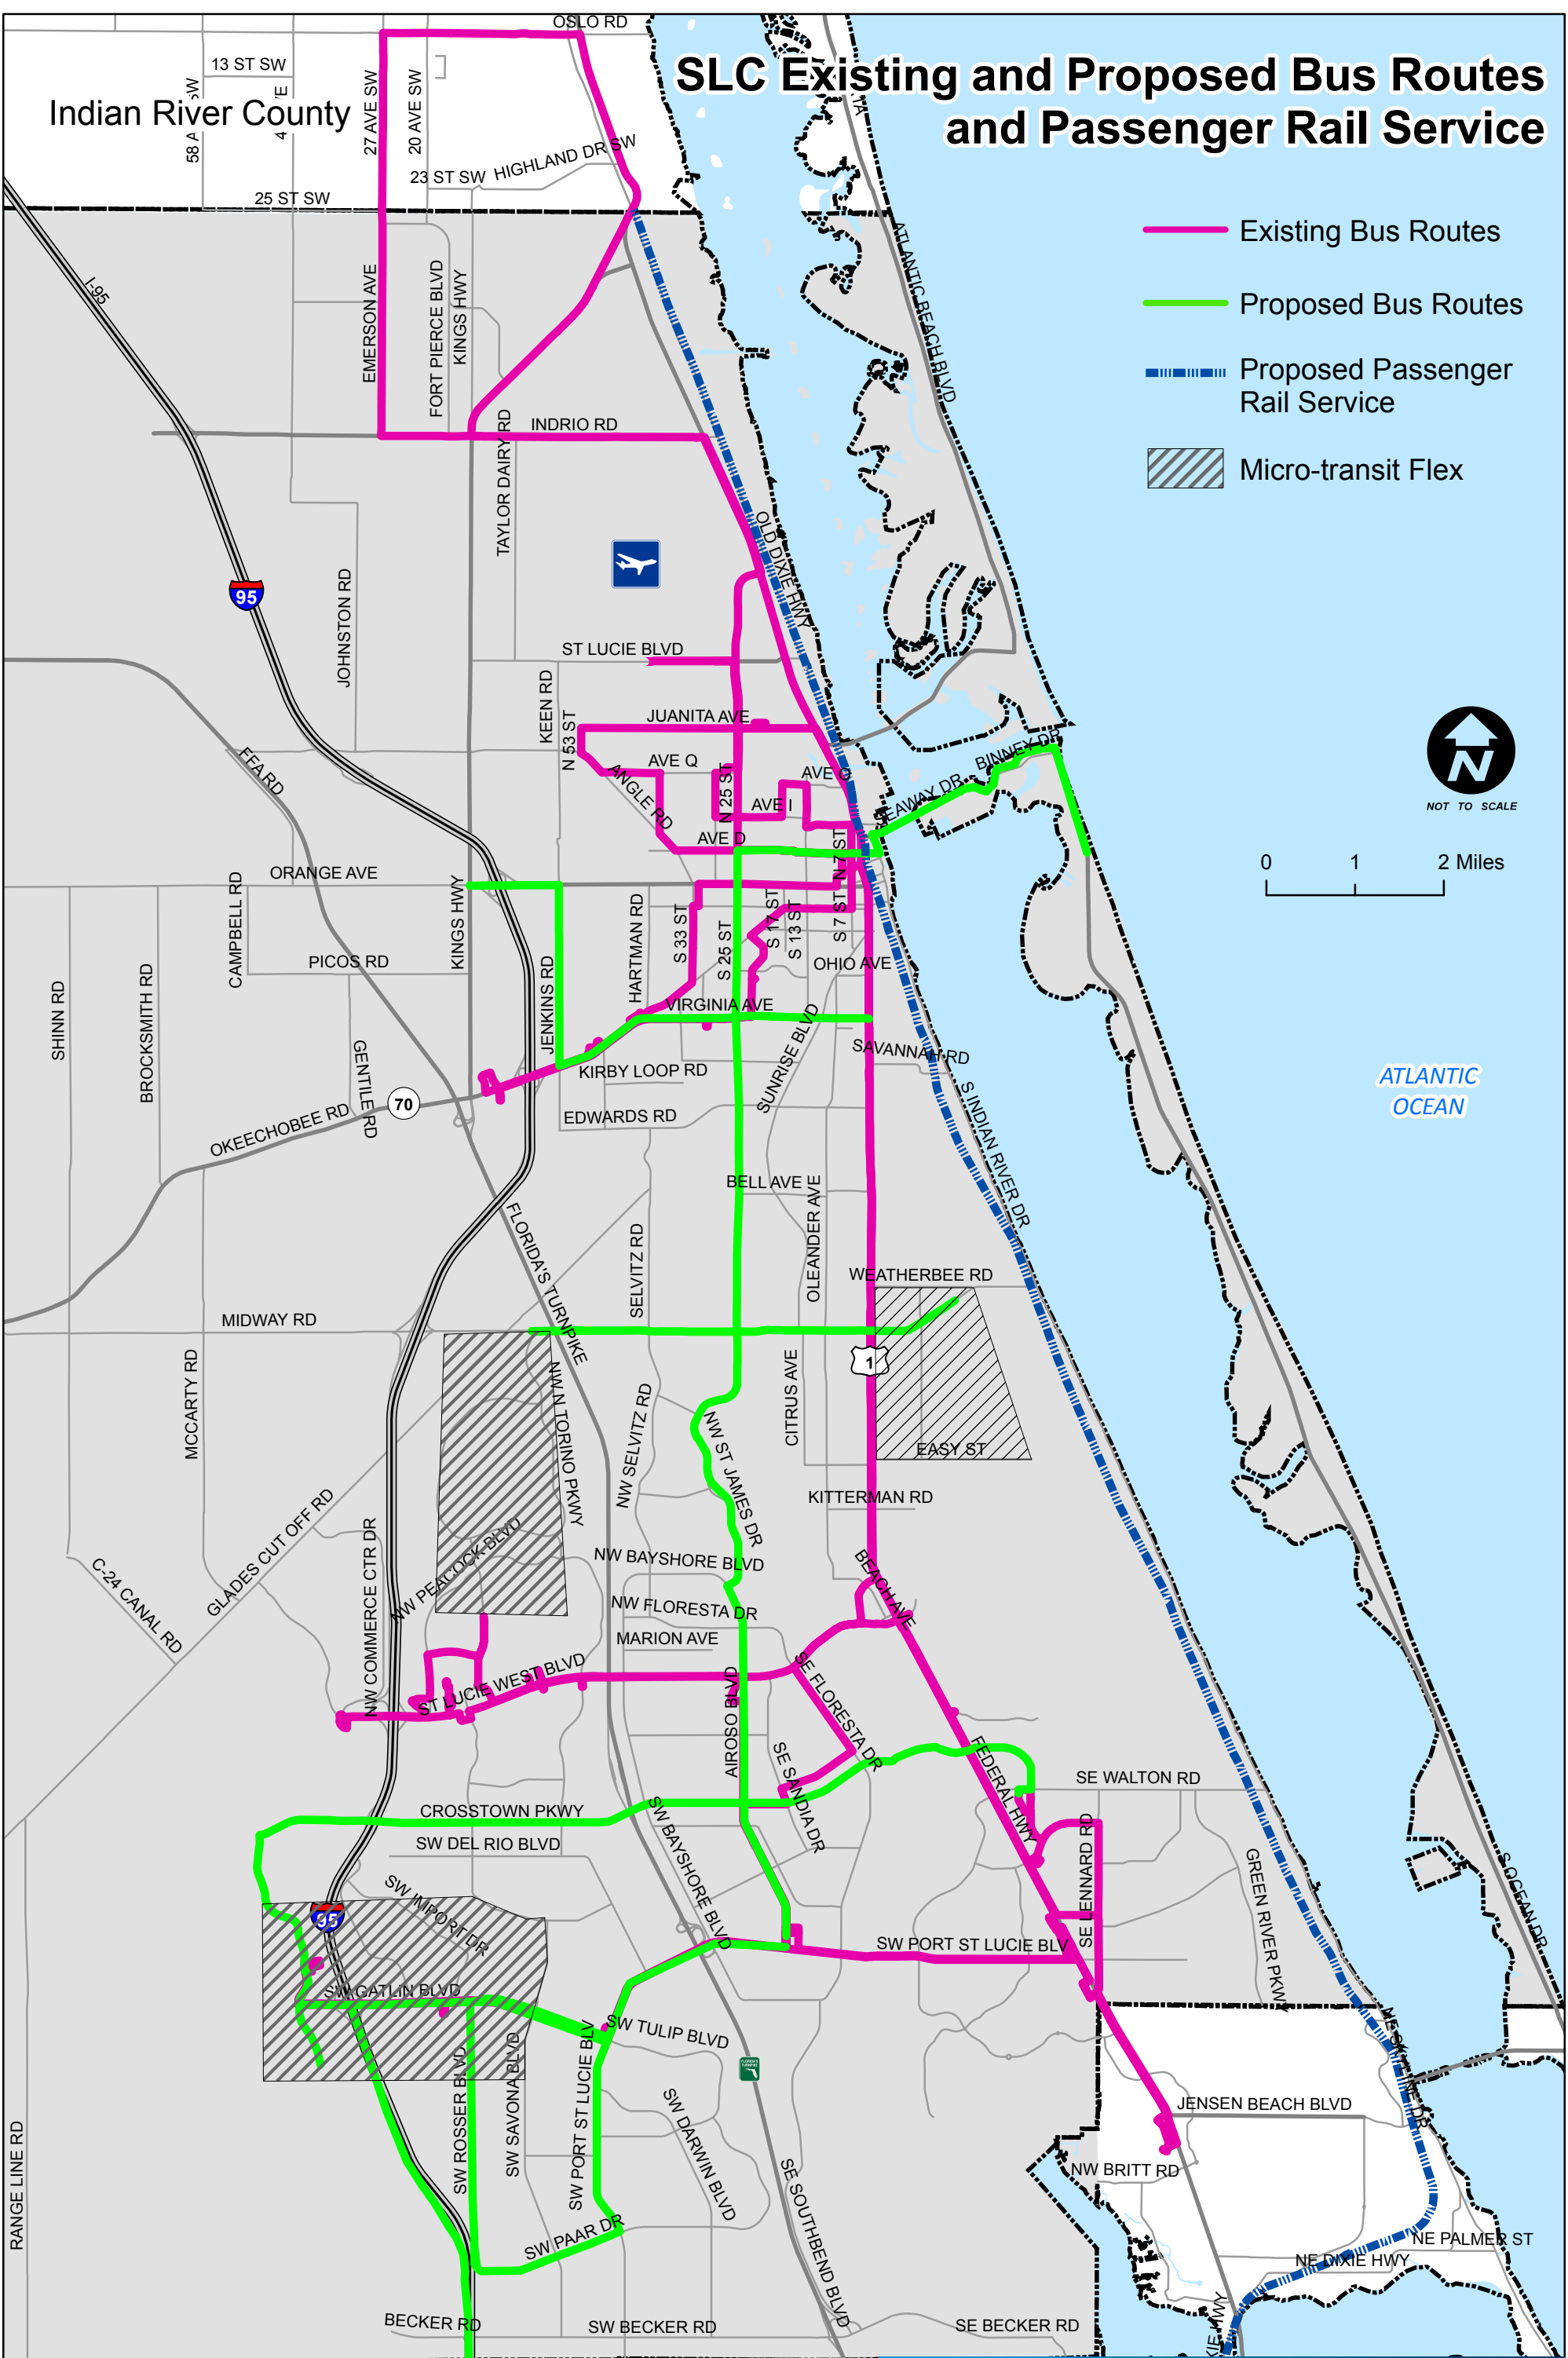 OSLO RD
SLC Existing and Proposed Bus Routes
and Passenger Rail Service
13 ST SW
Indian River County
27 AVE SW
20 AVE SW
23 ST SW
HIGHLAND DR SW
25 ST SW
Existing Bus Routes
Proposed Bus Routes
Proposed Passenger
Rail Service
Micro-transit Flex
I-95
EMERSON AVE
FORT PIERCE BLVD
KINGS HWY
ATLANTIC BEACH BLVD
INDRIO RD
TAYLOR DAIRY RD
OLD DIXIE HWY
95
JOHNSTON RD
ST LUCIE BLVD
KEEN RD
N 53 ST
JUANITA AVE
AVE Q
AVE Q
ANGLE RD
N 25 ST
AVE I
AVE D
N 7 ST
SEAWAY DR
BINNEY DR
N
NOT TO SCALE
0 1 2 Miles
FFA RD
ORANGE AVE
CAMPBELL RD
KINGS HWY
PICOS RD
HARTMAN RD
S 33 ST
S 25 ST
S 17 ST
S 13 ST
S 7 ST
OHIO AVE
SHINN RD
BROCKSMITH RD
JENKINS RD
VIRGINIA AVE
SUNRISE BLVD
SAVANNAH RD
GENTILE RD
KIRBY LOOP RD
70
OKEECHOBEE RD
EDWARDS RD
S INDIAN RIVER DR
ATLANTIC
OCEAN
BELL AVE
OLEANDER AVE
FLORIDA'S TURNPIKE
SELVITZ RD
WEATHERBEE RD
MIDWAY RD
1
MCCARTY RD
NW N TORINO PKWY
NW SELVITZ RD
NW ST JAMES DR
CITRUS AVE
EASY ST
KITTERMAN RD
GLADES CUT OFF RD
C-24 CANAL RD
NW COMMERCE CTR DR
NW PEACOCK BLVD
NW BAYSHORE BLVD
BEACH AVE
NW FLORESTA DR
MARION AVE
ST LUCIE WEST BLVD
AIROSO BLVD
SE FLORESTA DR
SE SANDIA DR
FEDERAL HWY
SE WALTON RD
CROSSTOWN PKWY
SW DEL RIO BLVD
SW BAYSHORE BLVD
SE LENNARD RD
GREEN RIVER PKWY
S OCEAN DR
SW IMPORT DR
95
SW PORT ST LUCIE BLV
SW GATLIN BLVD
SW TULIP BLVD
SW ROSSER BLVD
SW SAVONA BLVD
SW PORT ST LUCIE BLV
SW DARWIN BLVD
JENSEN BEACH BLVD
NW BRITT RD
RANGE LINE RD
SW PAAR DR
SE SOUTHBEND BLVD
NE PALMER ST
NE DIXIE HWY
BECKER RD
SW BECKER RD
SE BECKER RD